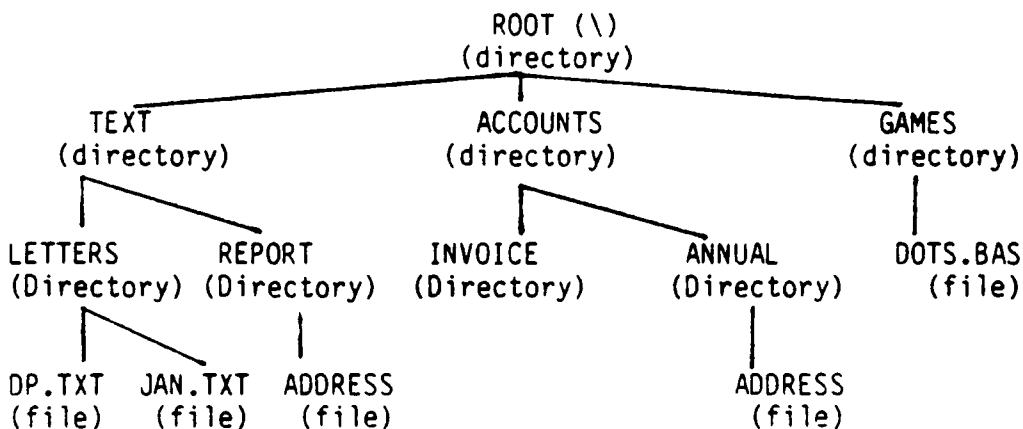 ROOT (\)
(directory)
TEXT ACCOUNTS GAMES
(directory) (directory) (directory)
LETTERS REPORT INVOICE ANNUAL DOTS.BAS
(Directory) (Directory) (Directory) (Directory) (file)
DP.TXT JAN.TXT ADDRESS ADDRESS
(file) (file) (file) (file)